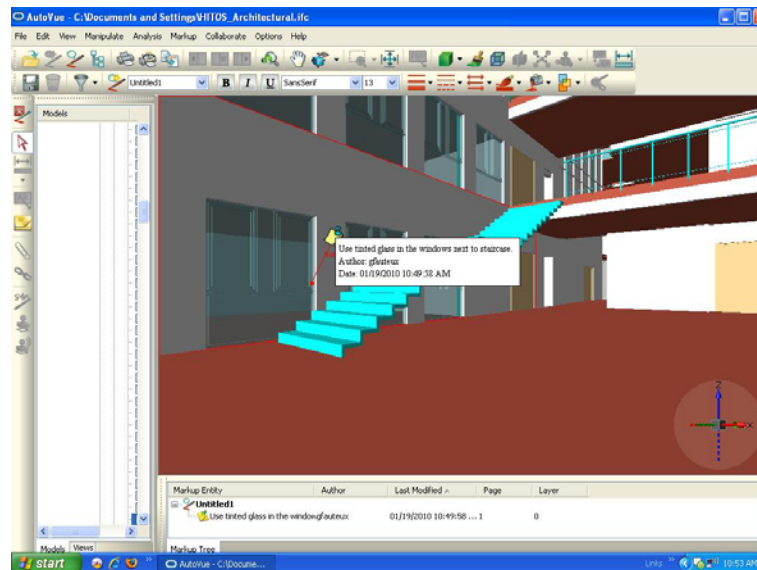 AutoVue - C:\Documents and Settings\HITOS_Architectural.ifc
File Edit View Manipulate Analysis Markup Collaborate Options Help
Untitled1 B I U SansSerif 13
Models
Use tinted glass in the windows next to staircase.
Author: gfauteux
Date: 01/19/2010 10:49:58 AM
Z
X
Markup Entity Author Last Modified Page Layer
Untitled1
Use tinted glass in the window gfauteux 01/19/2010 10:49:58 ... 1 0
Models Views
Markup Tree
start AutoVue - C:\Docume... Links » 10:53 AM